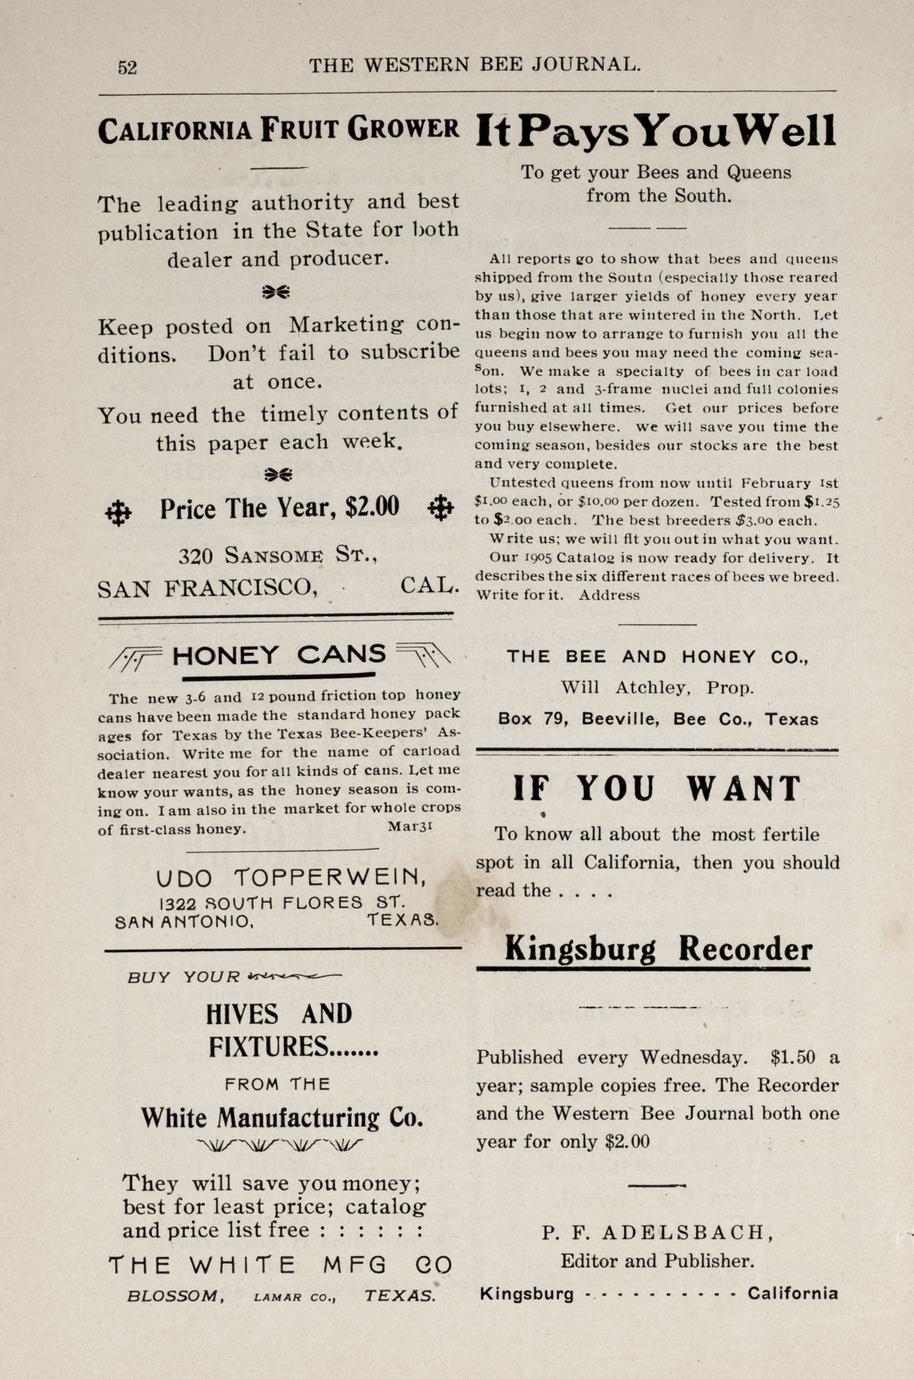 52
THE WESTERN BEE JOURNAL.
CALIFORNIA FRUIT GROWER
The leading authority and best
publication in the State for both
dealer and producer.
Keep posted on Marketing con-
ditions. Don't fail to subscribe
at once.
You need the timely contents of
this paper each week.
Price The Year, $2.00
320 SANSOME ST.,
SAN FRANCISCO, CAL.
HONEY CANS
The new 3-6 and 12 pound friction top honey
cans have been made the standard honey pack
ages for Texas by the Texas Bee-Keepers' As-
sociation. Write me for the name of carload
dealer nearest you for all kinds of cans. Let me
know your wants, as the honey season is com-
ing on. I am also in the market for whole crops
of first-class honey. Mar31
UDO TOPPERWEIN,
1322 SOUTH FLORES ST.
SAN ANTONIO, TEXAS.
BUY YOUR
HIVES AND
FIXTURES.......
FROM THE
White Manufacturing Co.
They will save you money;
best for least price; catalog
and price list free : : : : : :
THE WHITE MFG CO
BLOSSOM, LAMAR CO., TEXAS.
It Pays You Well
To get your Bees and Queens
from the South.
All reports go to show that bees and queens
shipped from the South (especially those reared
by us), give larger yields of honey every year
than those that are wintered in the North. Let
us begin now to arrange to furnish you all the
queens and bees you may need the coming sea-
son. We make a specialty of bees in car load
lots; 1, 2 and 3-frame nuclei and full colonies
furnished at all times. Get our prices before
you buy elsewhere. we will save you time the
coming season, besides our stocks are the best
and very complete.
Untested queens from now until February 1st
$1.00 each, or $10.00 per dozen. Tested from $1.25
to $2.00 each. The best breeders $3.00 each.
Write us; we will fit you out in what you want.
Our 1905 Catalog is now ready for delivery. It
describes the six different races of bees we breed.
Write for it. Address
THE BEE AND HONEY CO.,
Will Atchley, Prop.
Box 79, Beeville, Bee Co., Texas
IF YOU WANT
To know all about the most fertile
spot in all California, then you should
read the . . . .
Kingsburg Recorder
Published every Wednesday. $1.50 a
year; sample copies free. The Recorder
and the Western Bee Journal both one
year for only $2.00
P. F. ADELSBACH,
Editor and Publisher.
Kingsburg - - - - - - - - - - California